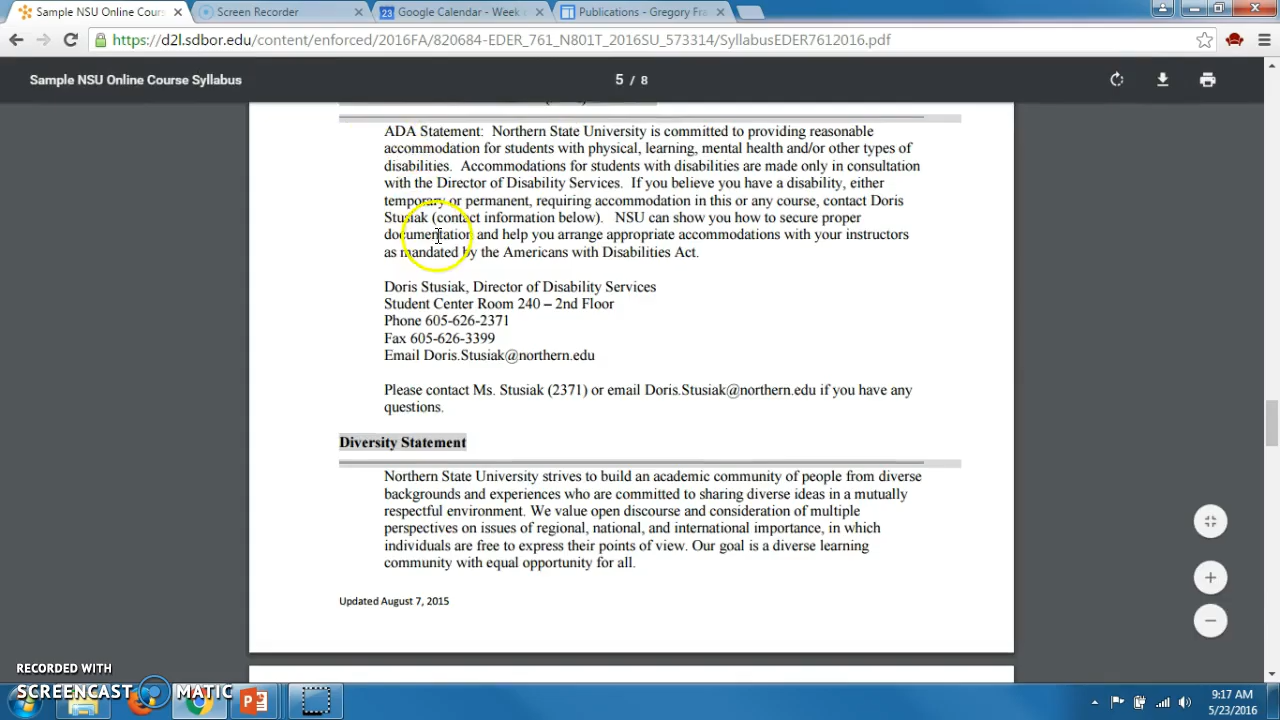 Sample NSU Online Cours
Screen Recorder
23 Google Calendar - Week
Publications - Gregory Fra
https://d2l.sdbor.edu/content/enforced/2016FA/820684-EDER_761_N801T_2016SU_573314/SyllabusEDER7612016.pdf
Sample NSU Online Course Syllabus
5 / 8
ADA Statement: Northern State University is committed to providing reasonable
accommodation for students with physical, learning, mental health and/or other types of
disabilities. Accommodations for students with disabilities are made only in consultation
with the Director of Disability Services. If you believe you have a disability, either
temporary or permanent, requiring accommodation in this or any course, contact Doris
Stusiak (contact information below). NSU can show you how to secure proper
documentation and help you arrange appropriate accommodations with your instructors
as mandated by the Americans with Disabilities Act.
Doris Stusiak, Director of Disability Services
Student Center Room 240 – 2nd Floor
Phone 605-626-2371
Fax 605-626-3399
Email Doris.Stusiak@northern.edu
Please contact Ms. Stusiak (2371) or email Doris.Stusiak@northern.edu if you have any
questions.
Diversity Statement
Northern State University strives to build an academic community of people from diverse
backgrounds and experiences who are committed to sharing diverse ideas in a mutually
respectful environment. We value open discourse and consideration of multiple
perspectives on issues of regional, national, and international importance, in which
individuals are free to express their points of view. Our goal is a diverse learning
community with equal opportunity for all.
Updated August 7, 2015
RECORDED WITH
SCREENCAST MATIC
9:17 AM
5/23/2016